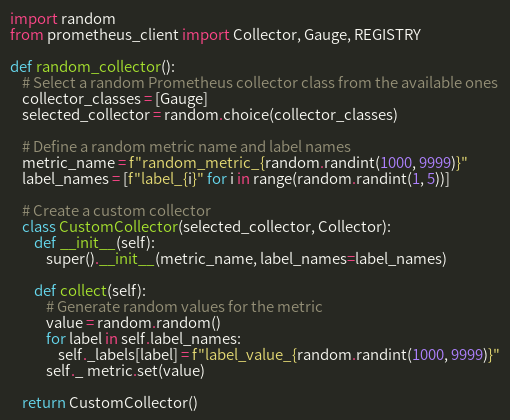 import random
from prometheus_client import Collector, Gauge, REGISTRY

def random_collector():
    # Select a random Prometheus collector class from the available ones
    collector_classes = [Gauge]
    selected_collector = random.choice(collector_classes)

    # Define a random metric name and label names
    metric_name = f"random_metric_{random.randint(1000, 9999)}"
    label_names = [f"label_{i}" for i in range(random.randint(1, 5))]

    # Create a custom collector
    class CustomCollector(selected_collector, Collector):
        def __init__(self):
            super().__init__(metric_name, label_names=label_names)

        def collect(self):
            # Generate random values for the metric
            value = random.random()
            for label in self.label_names:
                self._labels[label] = f"label_value_{random.randint(1000, 9999)}"
            self._ metric.set(value)

    return CustomCollector()